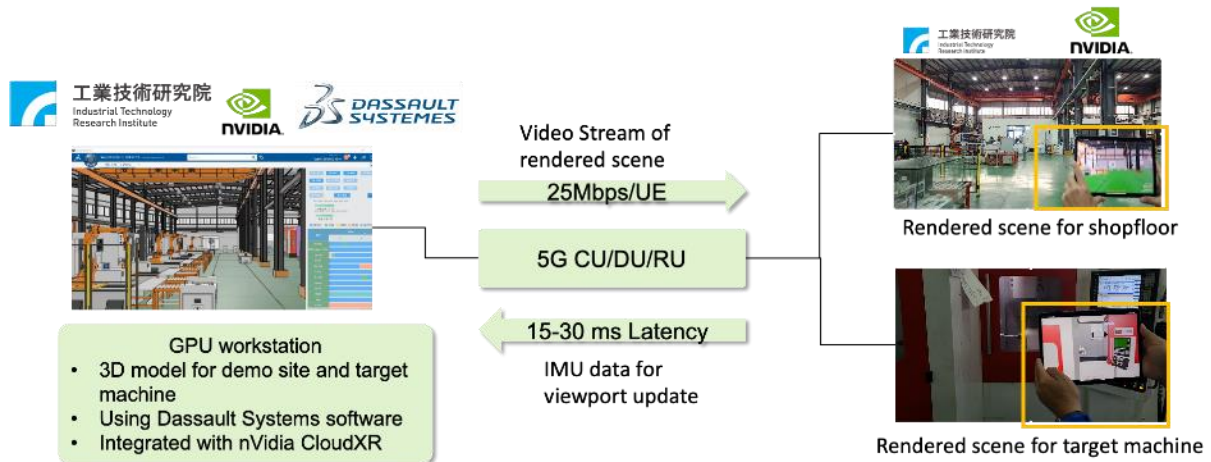 工業技術研究院
Industrial Technology
Research Institute
NVIDIA.
DASSAULT
SYSTEMES
GPU workstation
• 3D model for demo site and target
machine
• Using Dassault Systems software
• Integrated with nVidia CloudXR
Video Stream of
rendered scene
25Mbps/UE
5G CU/DU/RU
15-30 ms Latency
IMU data for
viewport update
工業技術研究院
Industrial Technology
Research Institute
NVIDIA.
Rendered scene for shopfloor
Rendered scene for target machine